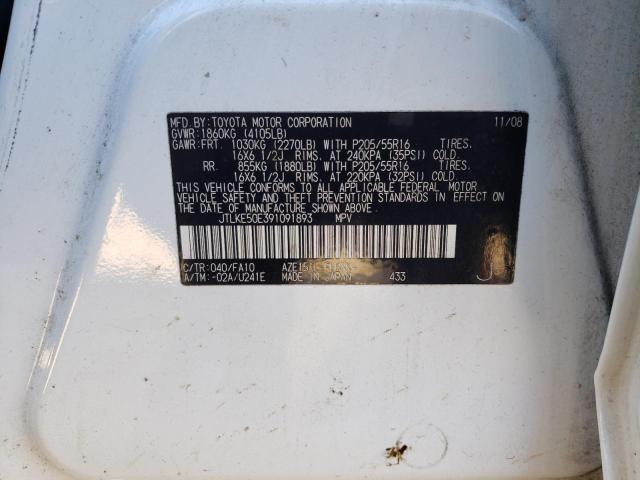 MFD. BY: TOYOTA MOTOR CORPORATION 11/08
GVWR: 1860KG (4105LB)
GAWR: FRT. 1030KG (2270LB) WITH P205/55R16 TIRES.
16X6 1/2J RIMS. AT 240KPA (35PSI) COLD.
RR. 855KG (1880LB) WITH P205/55R16 TIRES.
16X6 1/2J RIMS. AT 220KPA (32PSI) COLD.
THIS VEHICLE CONFORMS TO ALL APPLICABLE FEDERAL MOTOR
VEHICLE SAFETY AND THEFT PREVENTION STANDARDS IN EFFECT ON
THE DATE OF MANUFACTURE SHOWN ABOVE.
JTLKE50E391091893 MPV
C/TR: 040/FA10
A/TM: -02A/U241E MADE IN JAPAN 433
J